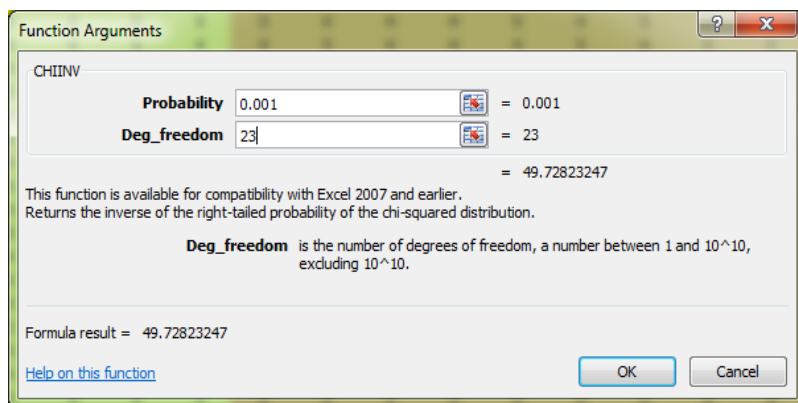 Function Arguments
CHIINV
Probability 0.001 = 0.001
Deg_freedom 23 = 23
= 49.72823247
This function is available for compatibility with Excel 2007 and earlier.
Returns the inverse of the right-tailed probability of the chi-squared distribution.
Deg_freedom is the number of degrees of freedom, a number between 1 and 10^10,
excluding 10^10.
Formula result = 49.72823247
Help on this function OK Cancel